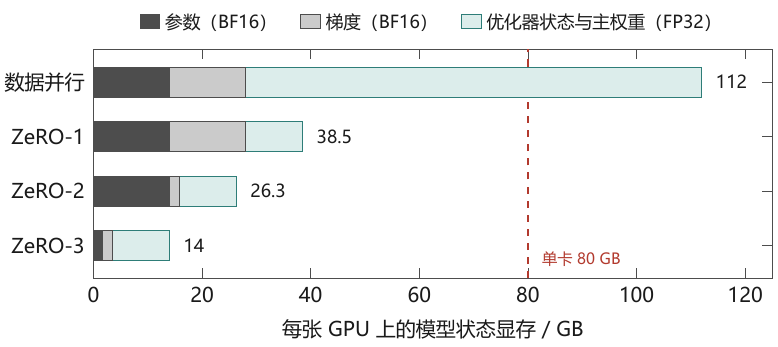 参数（BF16） 梯度（BF16） 优化器状态与主权重（FP32）
数据并行 112
ZeRO-1 38.5
ZeRO-2 26.3
ZeRO-3 14
单卡 80 GB
0 20 40 60 80 100 120
每张 GPU 上的模型状态显存 / GB